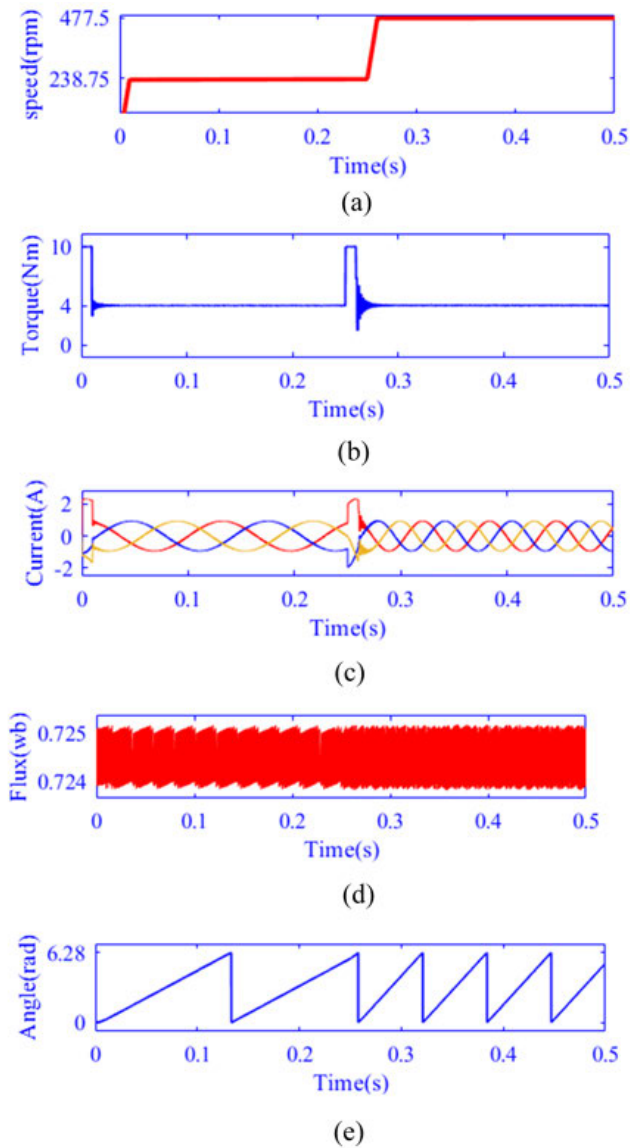 477.5
238.75
speed(rpm)
0 0.1 0.2 0.3 0.4 0.5
Time(s)
(a)
10
4
0
Torque(Nm)
0 0.1 0.2 0.3 0.4 0.5
Time(s)
(b)
2
0
-2
Current(A)
0 0.1 0.2 0.3 0.4 0.5
Time(s)
(c)
0.725
0.724
Flux(wb)
0 0.1 0.2 0.3 0.4 0.5
Time(s)
(d)
6.28
0
Angle(rad)
0 0.1 0.2 0.3 0.4 0.5
Time(s)
(e)